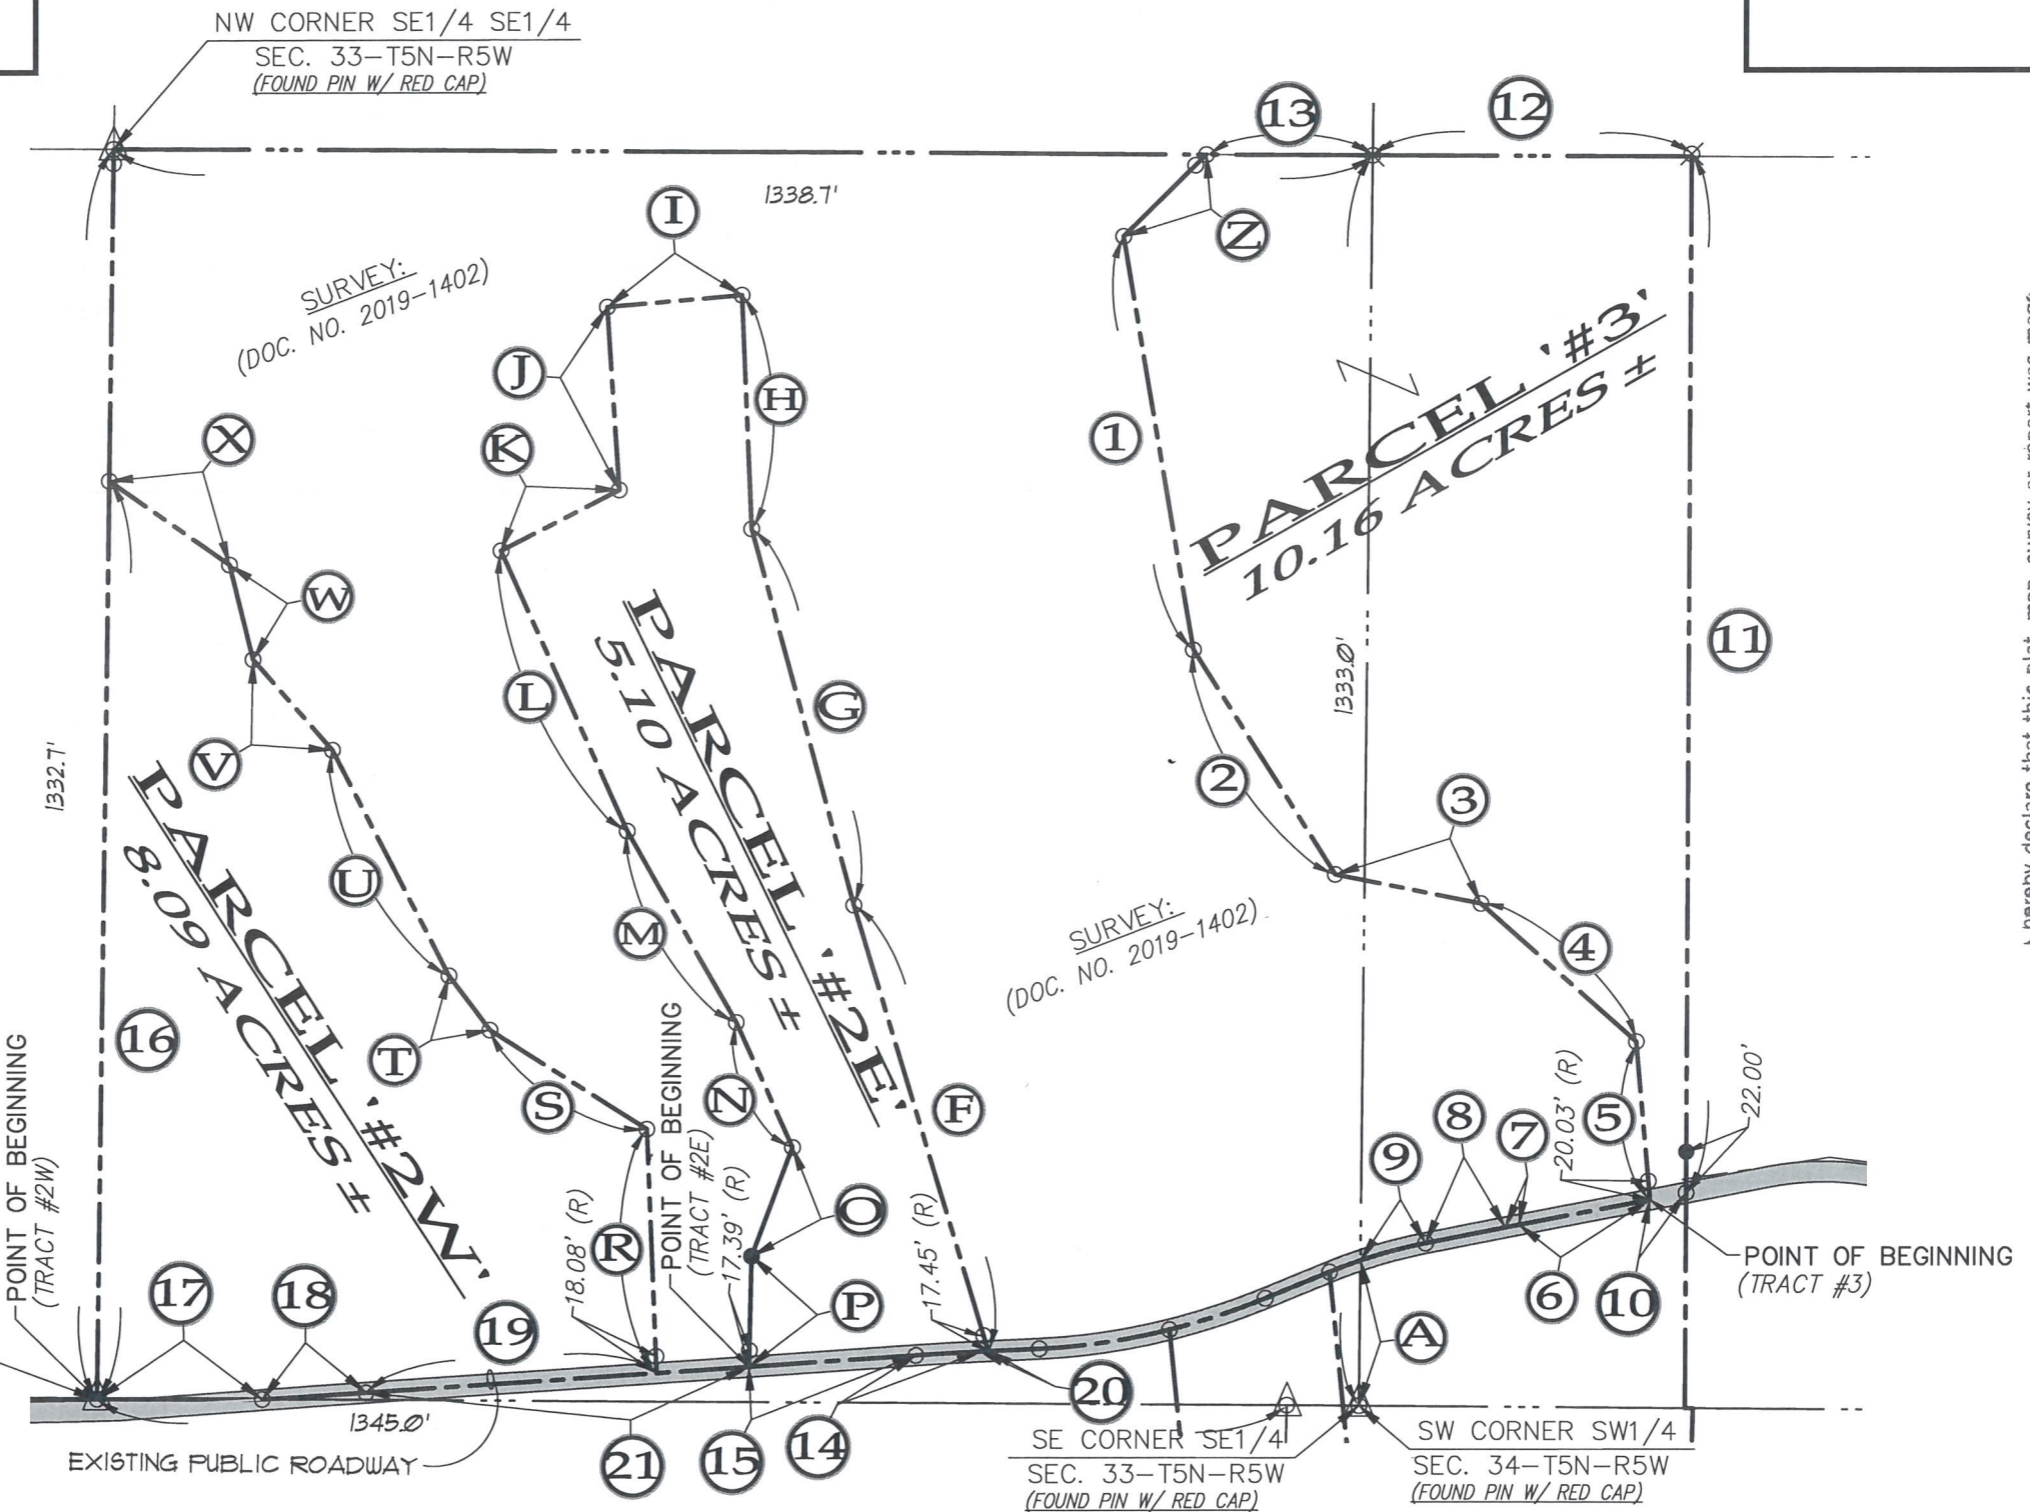 NW CORNER SE1/4 SE1/4
SEC. 33-T5N-R5W
(FOUND PIN W/ RED CAP)
13
12
1338.7'
I
Z
SURVEY:
(DOC. NO. 2019-1402)
J
H
X
K
1
PARCEL '#3'
10.16 ACRES ±
W
11
L
G
1333.0'
V
2
1332.7'
3
PARCEL '#2E'
5.10 ACRES ±
U
M
4
SURVEY:
(DOC. NO. 2019-1402)
PARCEL '#2W'
8.09 ACRES ±
16
T
S
N
F
POINT OF BEGINNING
(TRACT #2W)
POINT OF BEGINNING
(TRACT #2E)
8
5
7
9
20.03' (R)
22.00'
O
R
18.08' (R)
17.39' (R)
17.45' (R)
POINT OF BEGINNING
(TRACT #3)
17
18
19
P
6
10
A
20
1345.0'
EXISTING PUBLIC ROADWAY
21
15
14
SE CORNER SE1/4
SEC. 33-T5N-R5W
(FOUND PIN W/ RED CAP)
SW CORNER SW1/4
SEC. 34-T5N-R5W
(FOUND PIN W/ RED CAP)